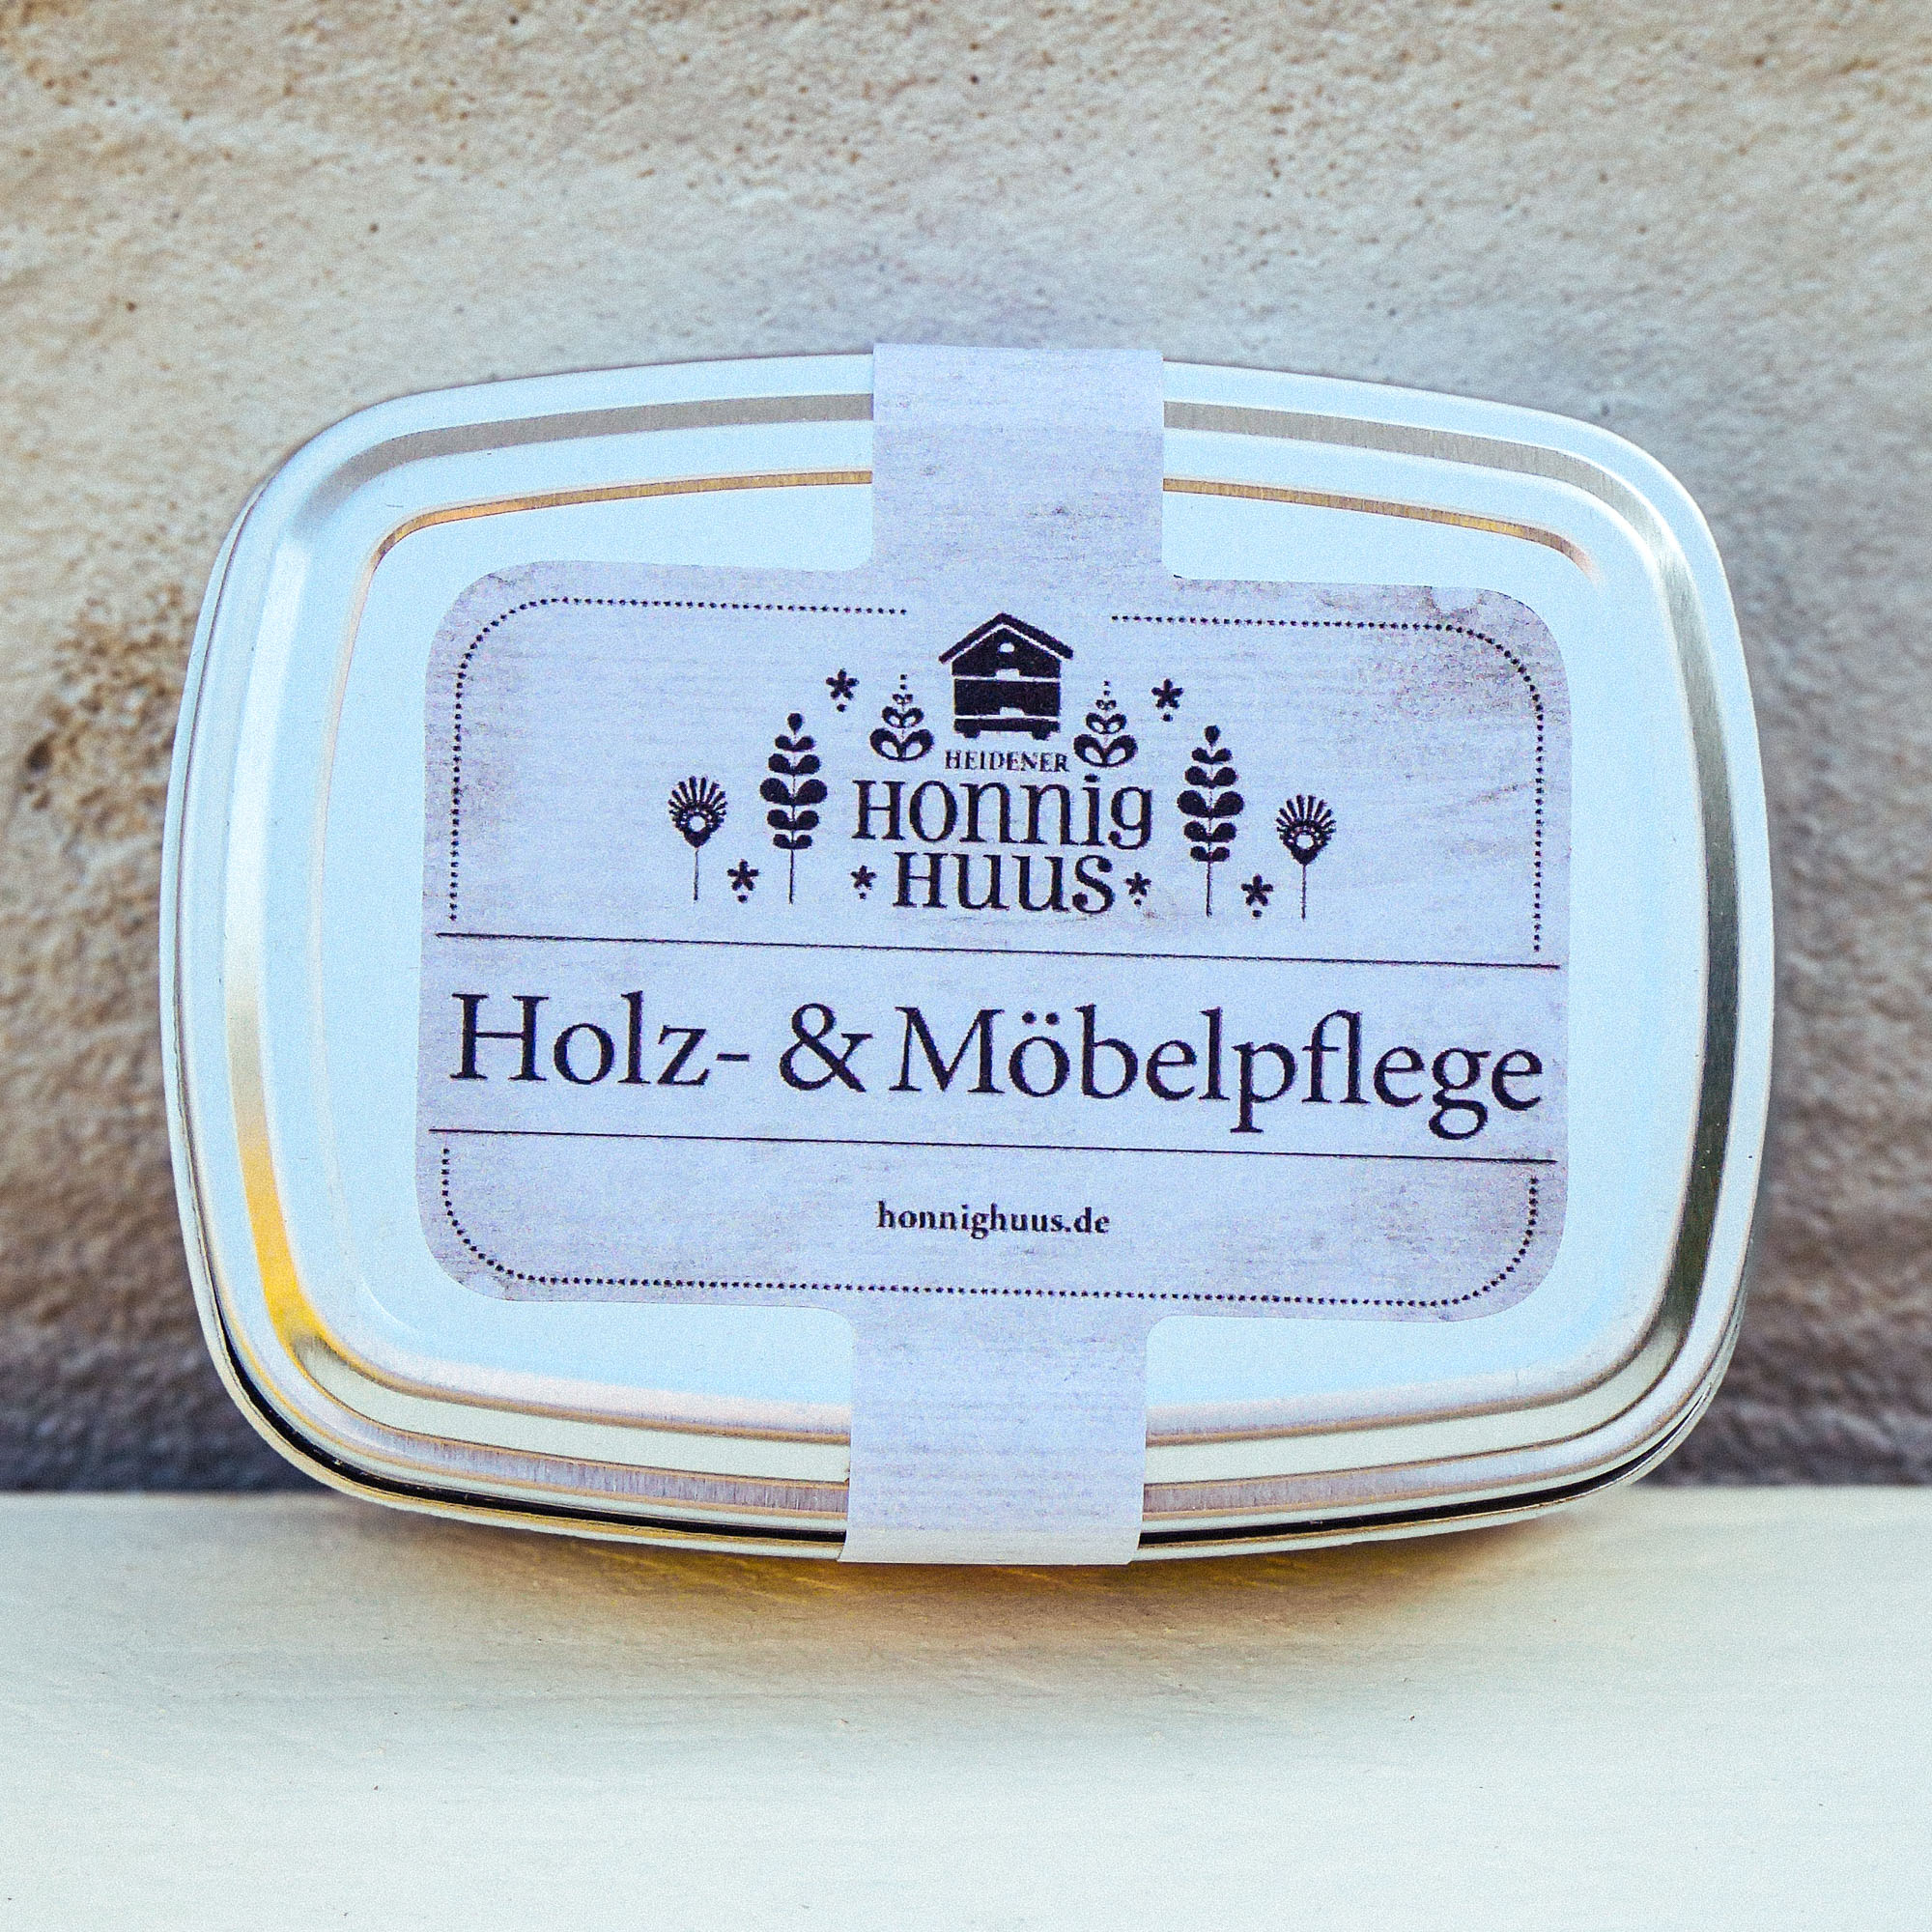 HEIDENER
Honnig
Huus
Holz- & Möbelpflege
honnighuus.de